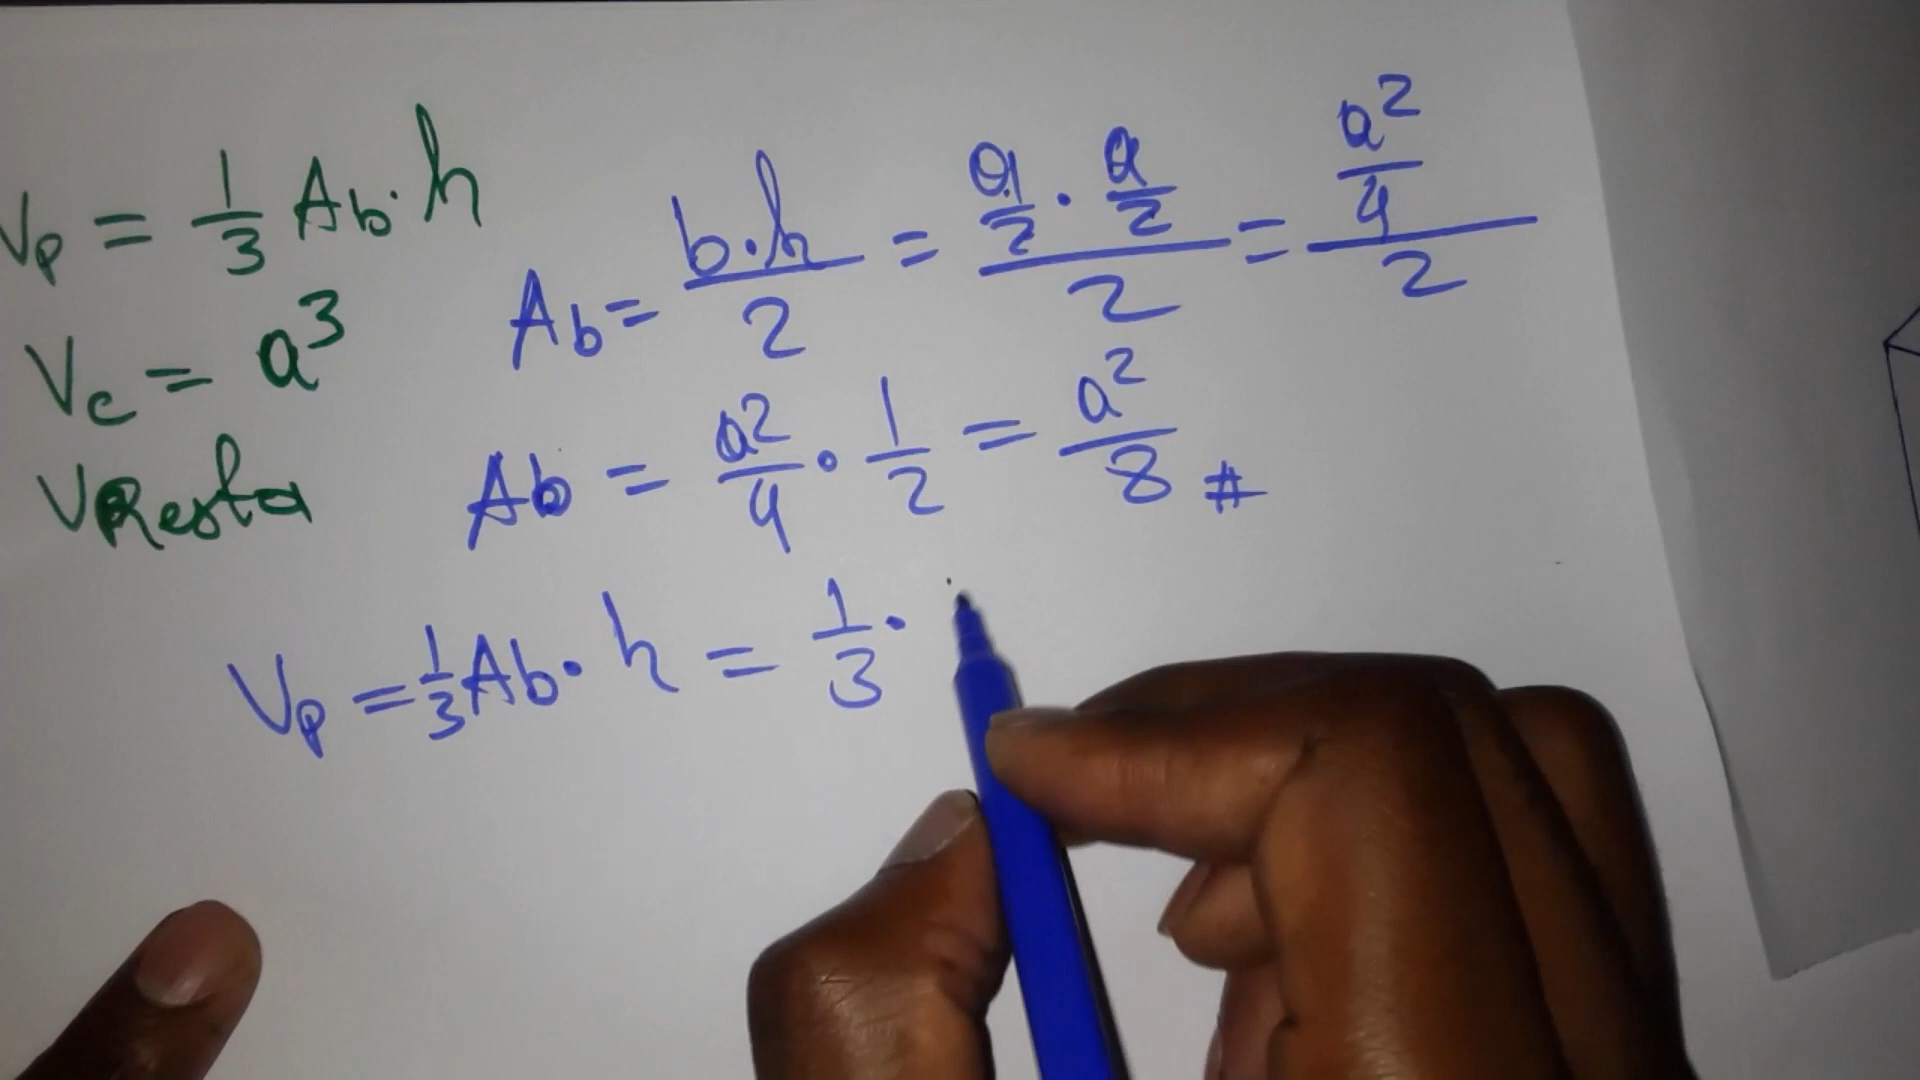 Vp = 1/3 Ab · h
Vc = a³
VResta
Ab = b·h/2 = (a/2 · a/2)/2 = (a²/4)/2
Ab = a²/4 · 1/2 = a²/8 #
Vp = 1/3 Ab · h = 1/3 ·